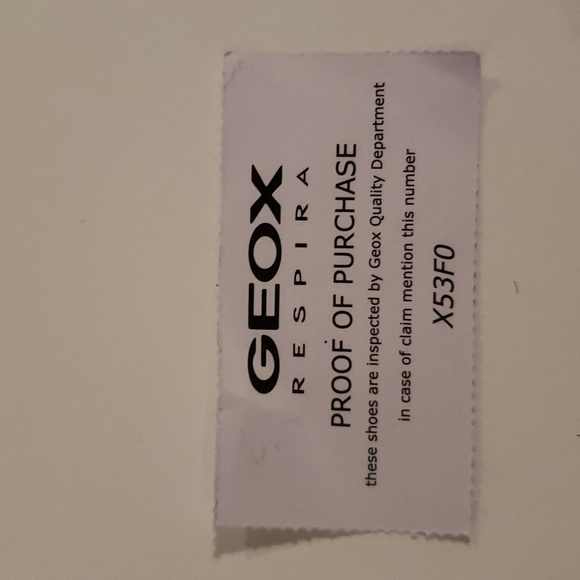 GEOX
RESPIRA
PROOF OF PURCHASE
these shoes are inspected by Geox Quality Department
in case of claim mention this number
X53F0